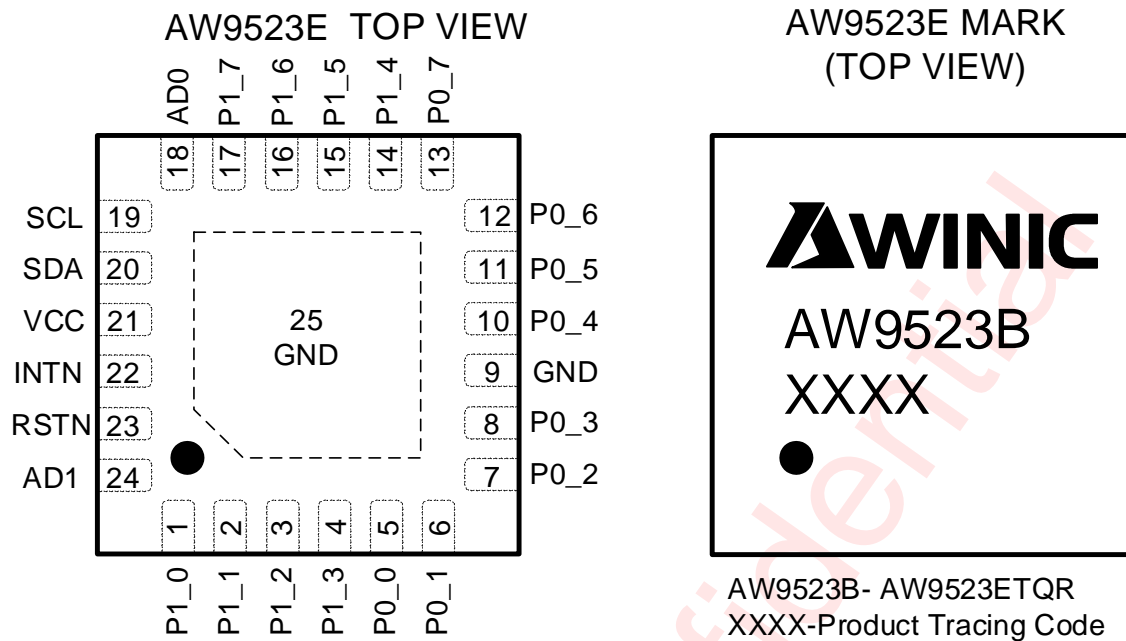 AW9523E TOP VIEW
AD0
P1_7
P1_6
P1_5
P1_4
P0_7
18
17
16
15
14
13
SCL 19
SDA 20
VCC 21
INTN 22
RSTN 23
AD1 24
25
GND
12 P0_6
11 P0_5
10 P0_4
9 GND
8 P0_3
7 P0_2
1
2
3
4
5
6
P1_0
P1_1
P1_2
P1_3
P0_0
P0_1
AW9523E MARK
(TOP VIEW)
AWINIC
AW9523B
XXXX
AW9523B- AW9523ETQR
XXXX-Product Tracing Code